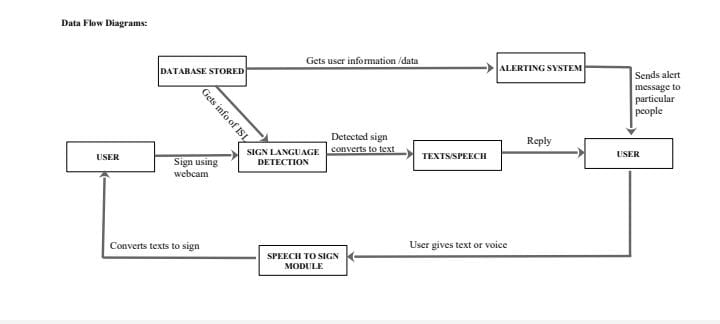 Data Flow Diagrams:
Gets user information /data
DATABASE STORED
ALERTING SYSTEM
Sends alert
message to
particular
people
Gets info of ISL
USER
Sign using
webcam
SIGN LANGUAGE
DETECTION
Detected sign
converts to text
TEXTS/SPEECH
Reply
USER
Converts texts to sign
User gives text or voice
SPEECH TO SIGN
MODULE